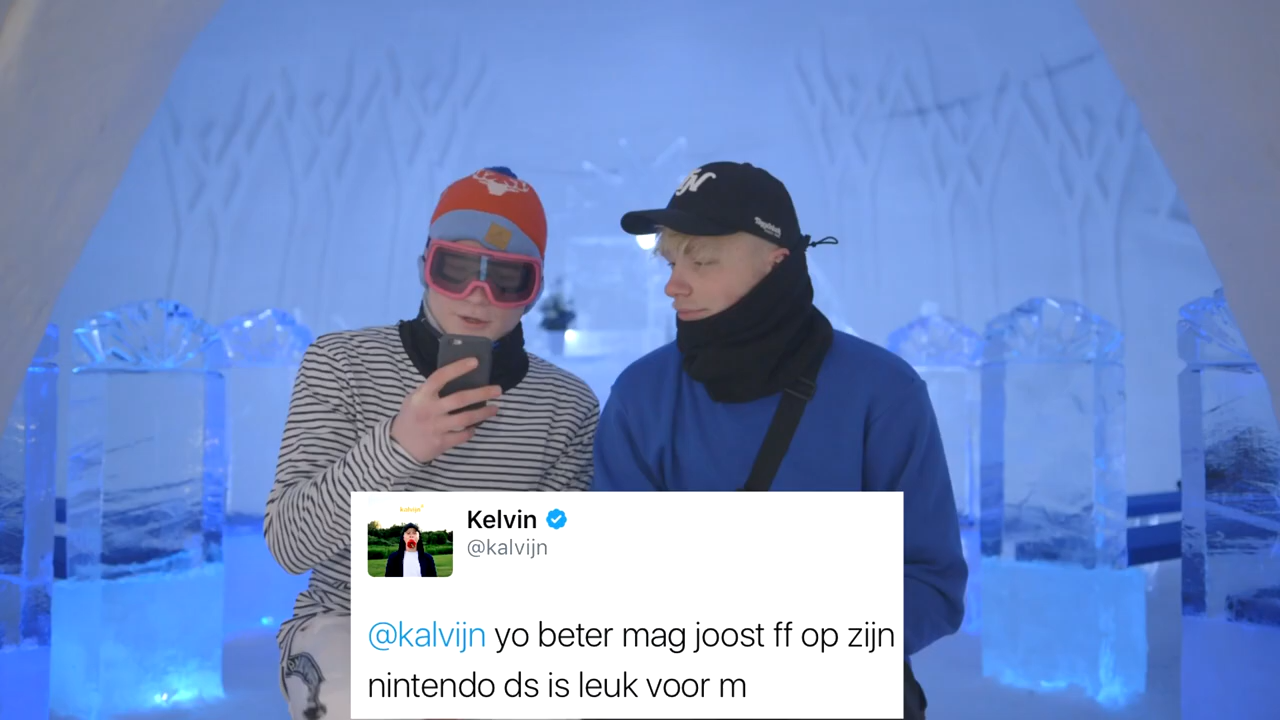 Kelvin
@kalvijn
@kalvijn yo beter mag joost ff op zijn
nintendo ds is leuk voor m